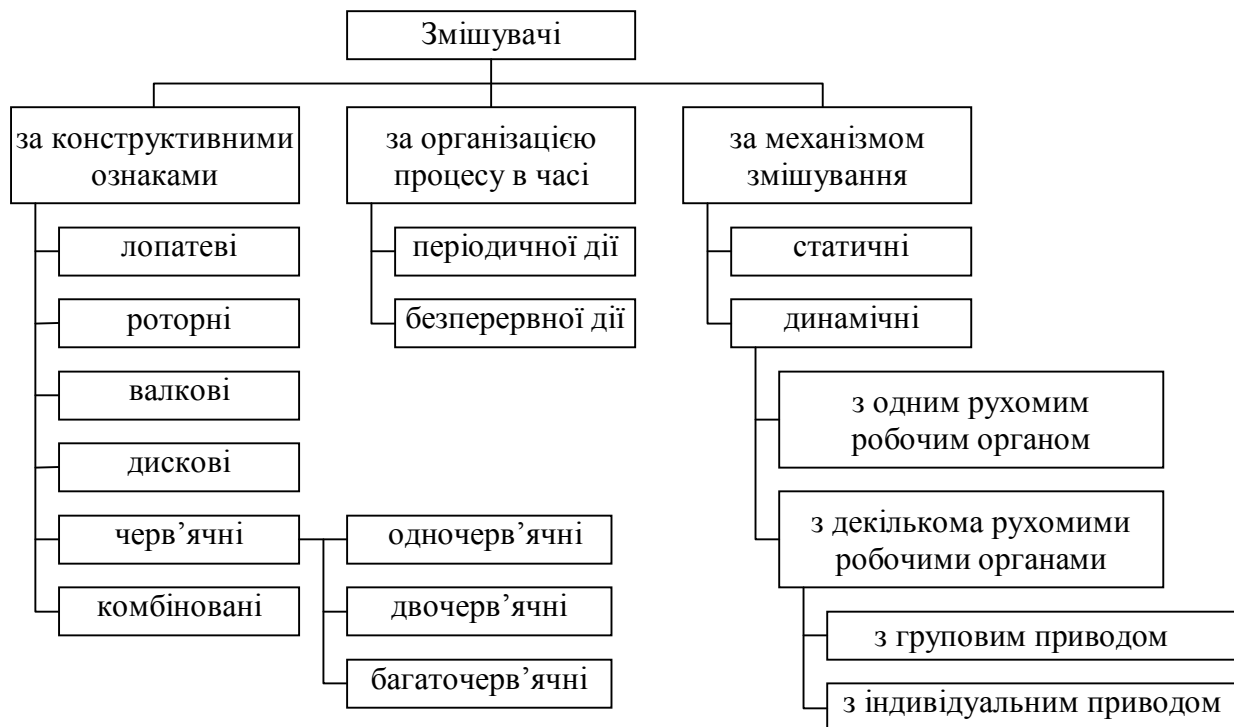 Змішувачі
за конструктивними
ознаками
лопатеві
роторні
валкові
дискові
черв’ячні
одночерв’ячні
двочерв’ячні
багаточерв’ячні
комбіновані
за організацією
процесу в часі
періодичної дії
безперервної дії
за механізмом
змішування
статичні
динамічні
з одним рухомим
робочим органом
з декількома рухомими
робочими органами
з груповим приводом
з індивідуальним приводом